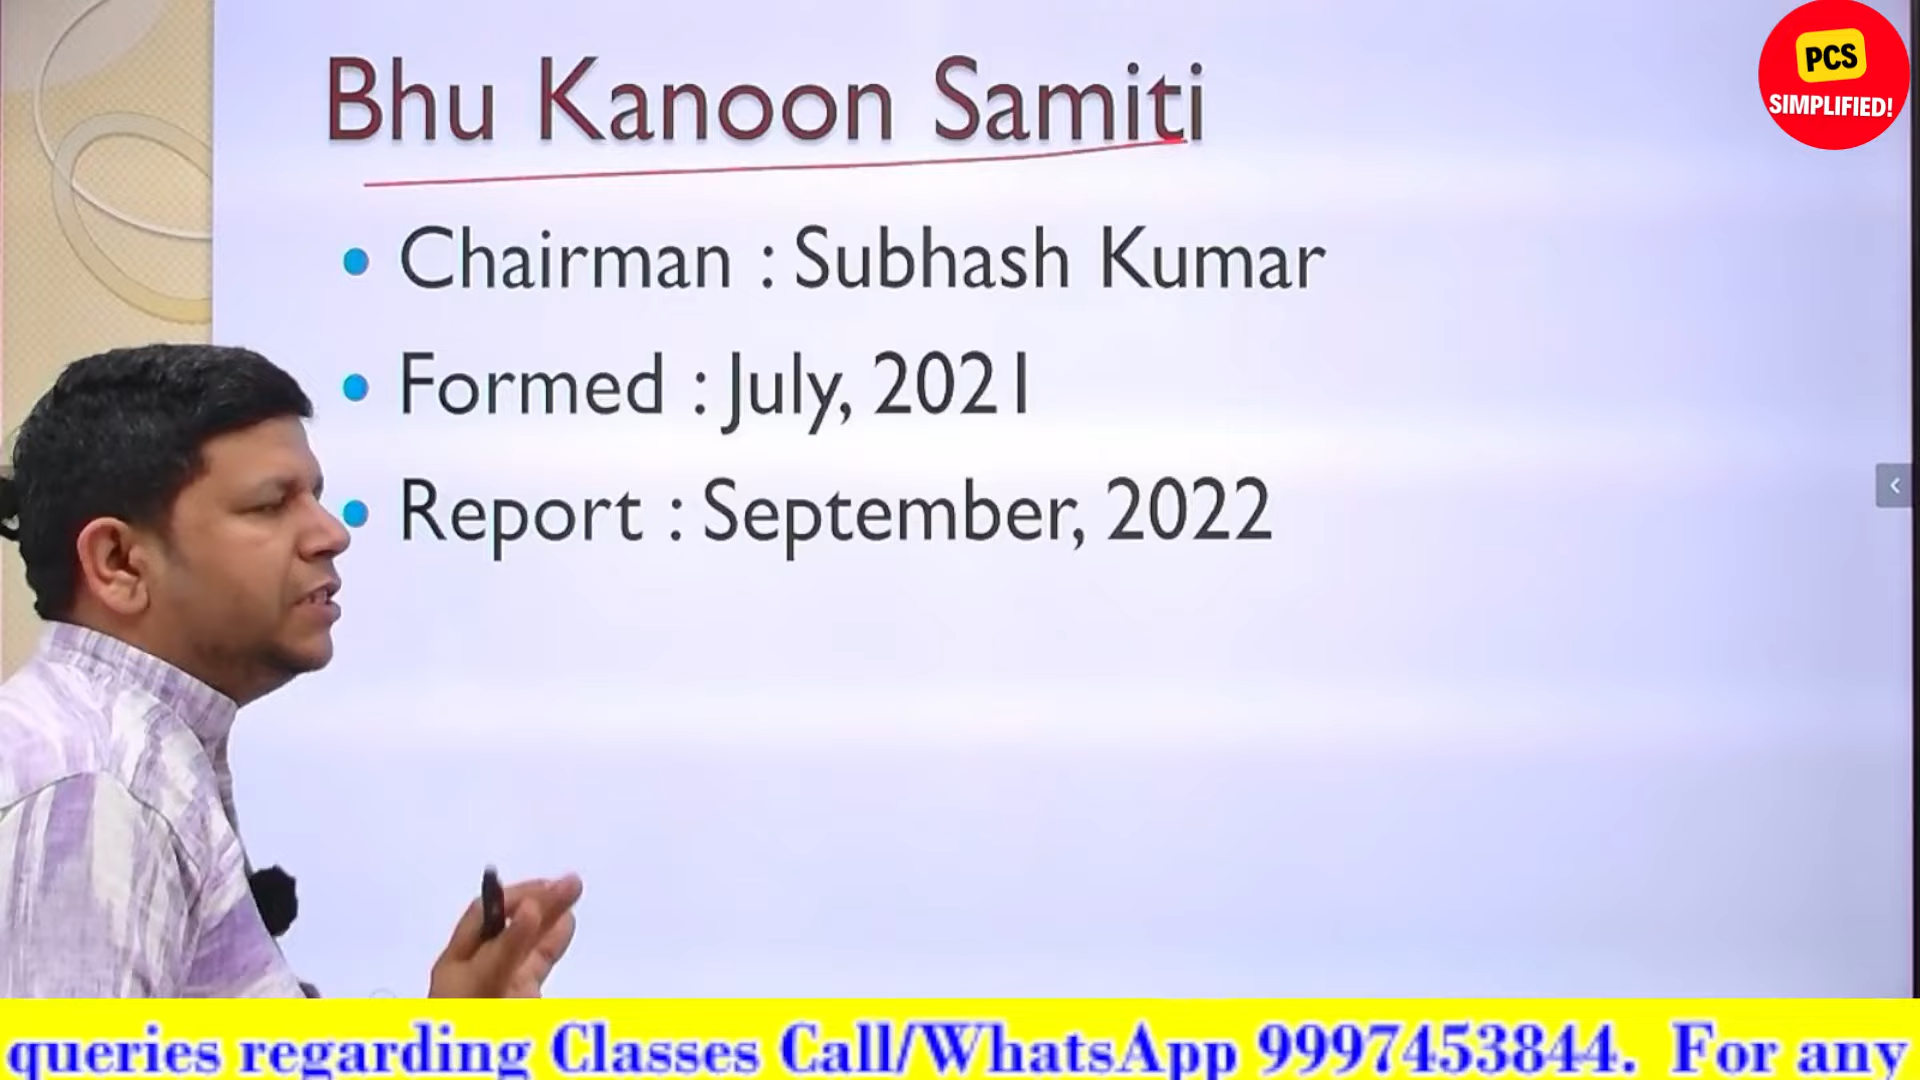 Bhu Kanoon Samiti
PCS
SIMPLIFIED!
• Chairman : Subhash Kumar
• Formed : July, 2021
• Report : September, 2022
queries regarding Classes Call/WhatsApp 9997453844. For any